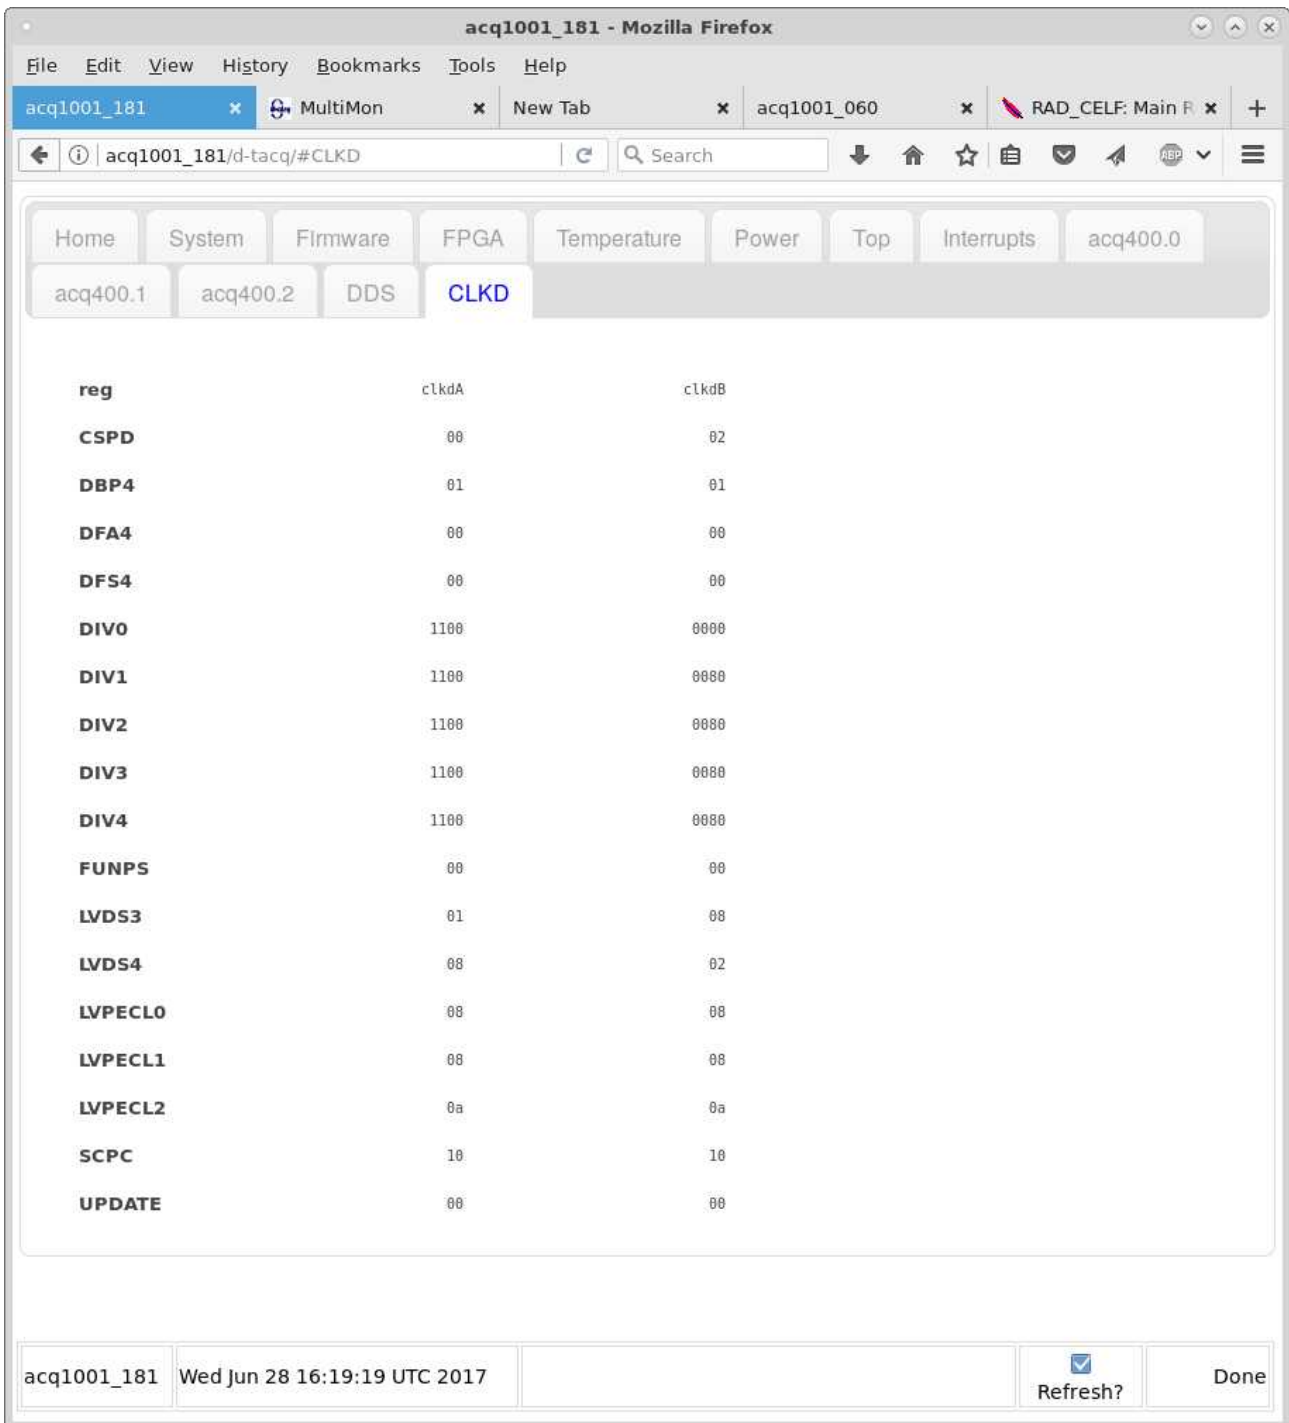 acq1001_181 - Mozilla Firefox
File Edit View History Bookmarks Tools Help
acq1001_181 MultiMon New Tab acq1001_060 RAD_CELF: Main R
acq1001_181/d-tacq/#CLKD Search ABP
Home System Firmware FPGA Temperature Power Top Interrupts acq400.0
acq400.1 acq400.2 DDS CLKD
reg clkdA clkdB
CSPD 00 02
DBP4 01 01
DFA4 00 00
DFS4 00 00
DIV0 1100 0000
DIV1 1100 0080
DIV2 1100 0080
DIV3 1100 0080
DIV4 1100 0080
FUNPS 00 00
LVDS3 01 08
LVDS4 08 02
LVPECL0 08 08
LVPECL1 08 08
LVPECL2 0a 0a
SCPC 10 10
UPDATE 00 00
acq1001_181 Wed Jun 28 16:19:19 UTC 2017 Refresh? Done